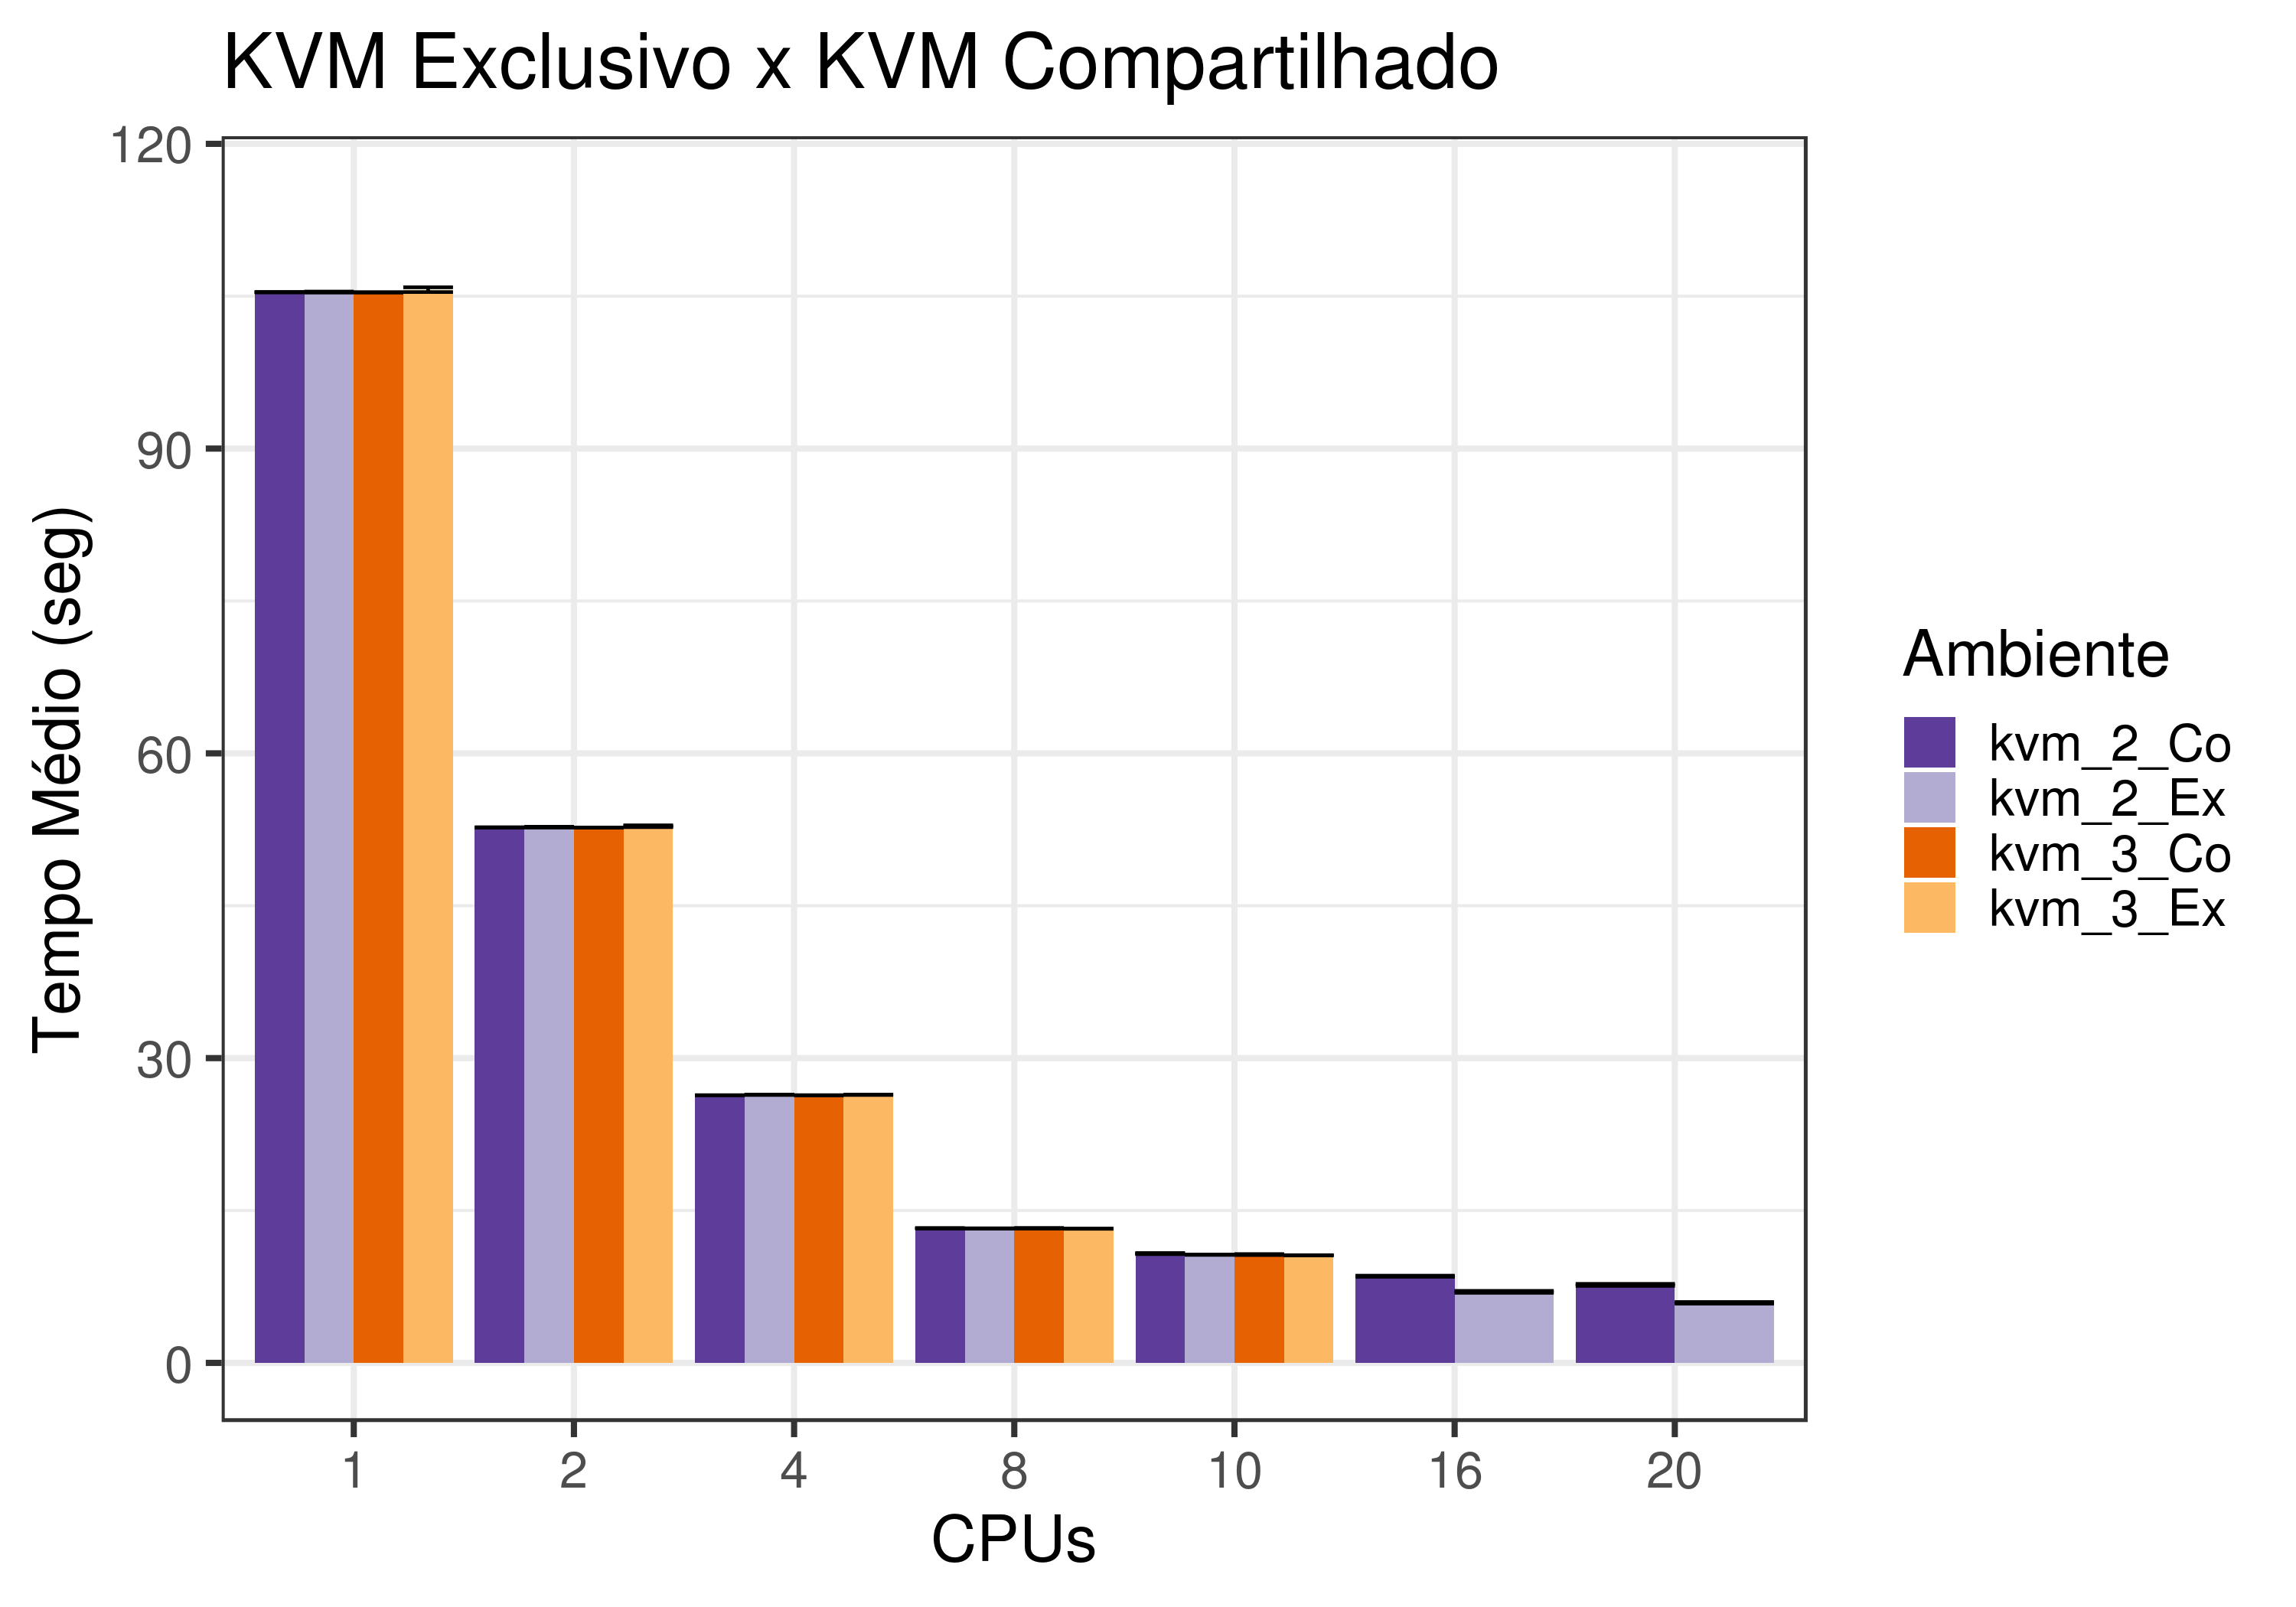 KVM Exclusivo x KVM Compartilhado
120
90
60
30
0
Tempo Médio (seg)
1 2 4 8 10 16 20
CPUs
Ambiente
kvm_2_Co
kvm_2_Ex
kvm_3_Co
kvm_3_Ex